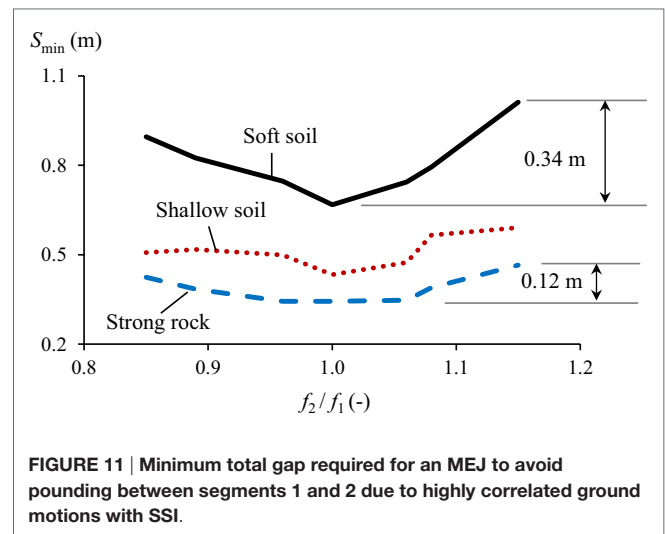 S_min (m)
1.1
Soft soil
0.34 m
0.8
Shallow soil
0.5
0.12 m
Strong rock
0.2
0.8 0.9 1.0 1.1 1.2
f_2 / f_1 (-)
FIGURE 11 | Minimum total gap required for an MEJ to avoid
pounding between segments 1 and 2 due to highly correlated ground
motions with SSI.